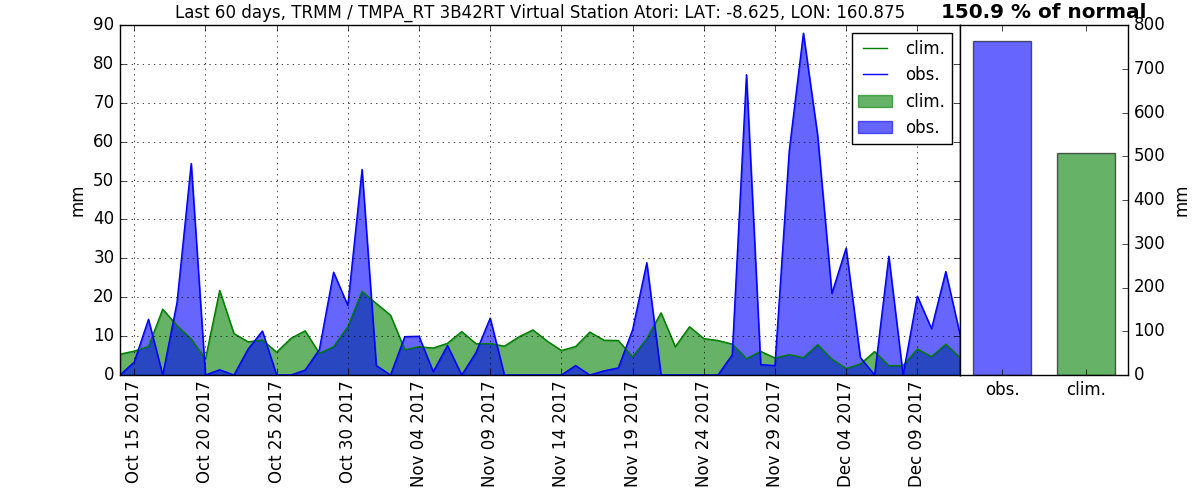 Last 60 days, TRMM / TMPA_RT 3B42RT Virtual Station Atori: LAT: -8.625, LON: 160.875
150.9 % of normal
90
80
70
60
50
40
30
20
10
0
mm
clim.
obs.
clim.
obs.
Oct 15 2017
Oct 20 2017
Oct 25 2017
Oct 30 2017
Nov 04 2017
Nov 09 2017
Nov 14 2017
Nov 19 2017
Nov 24 2017
Nov 29 2017
Dec 04 2017
Dec 09 2017
obs.
clim.
800
700
600
500
400
300
200
100
0
mm